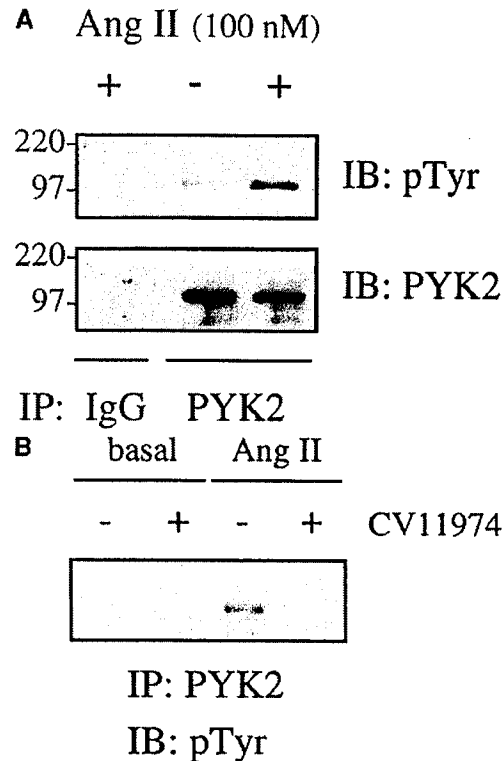 A Ang II (100 nM)
+ - +
220-
97-
IB: pTyr
220-
97-
IB: PYK2
IP: IgG PYK2
B basal Ang II
- + - + CV11974
IP: PYK2
IB: pTyr